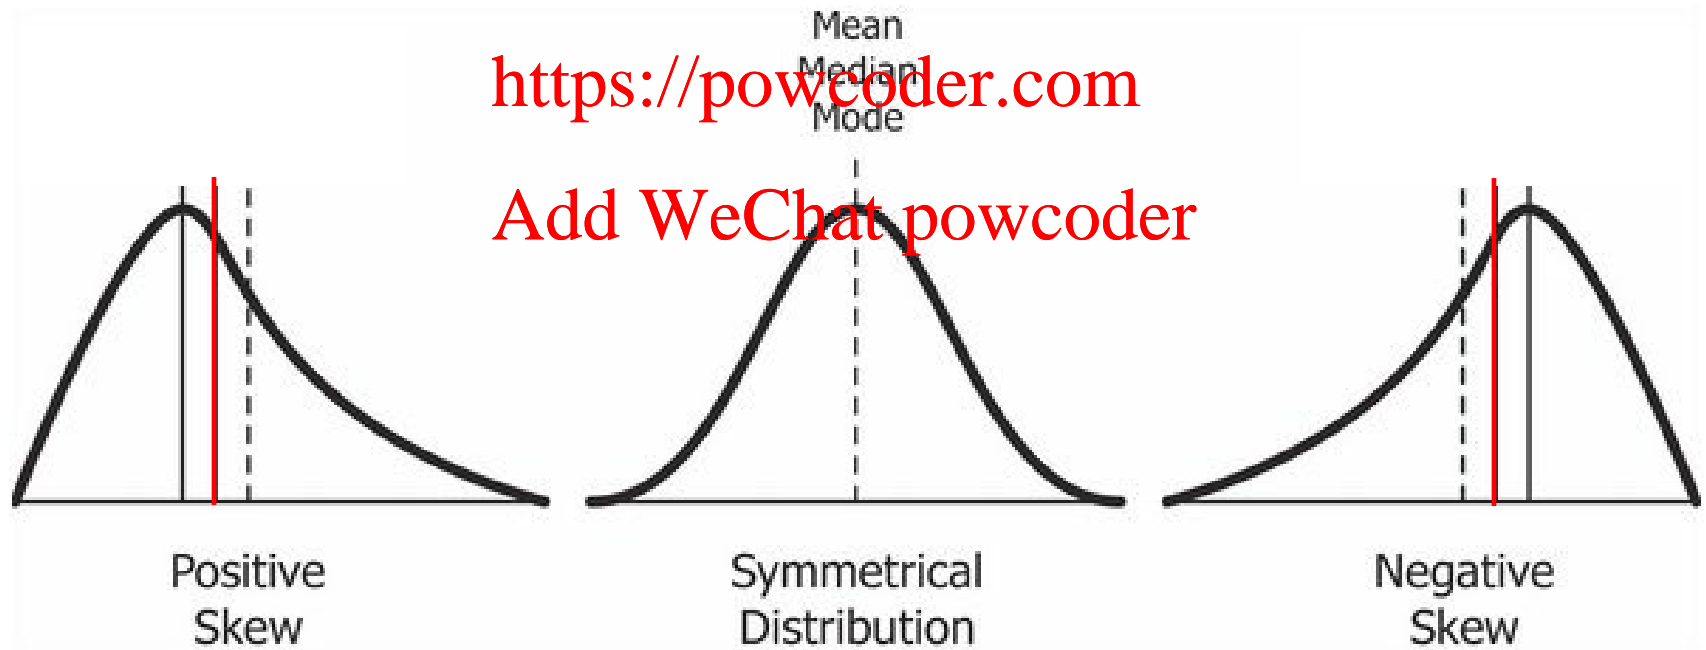 Mean
https://powcoder.com
Median
Mode
Add WeChat powcoder
Positive
Skew
Symmetrical
Distribution
Negative
Skew